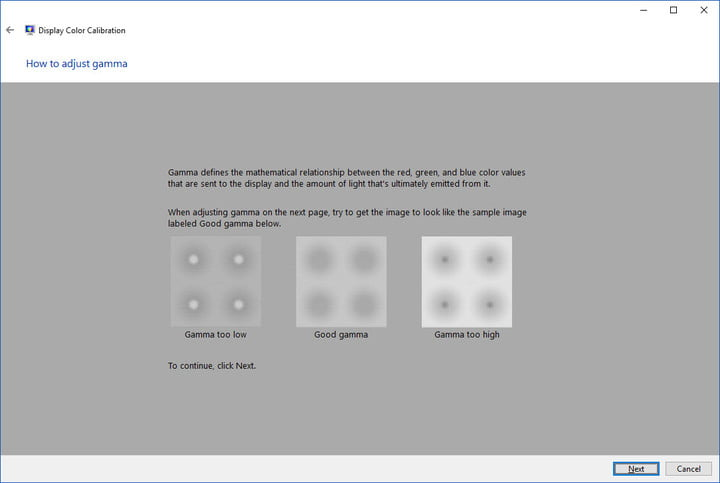 Display Color Calibration
How to adjust gamma
Gamma defines the mathematical relationship between the red, green, and blue color values
that are sent to the display and the amount of light that's ultimately emitted from it.
When adjusting gamma on the next page, try to get the image to look like the sample image
labeled Good gamma below.
Gamma too low
Good gamma
Gamma too high
To continue, click Next.
Next
Cancel